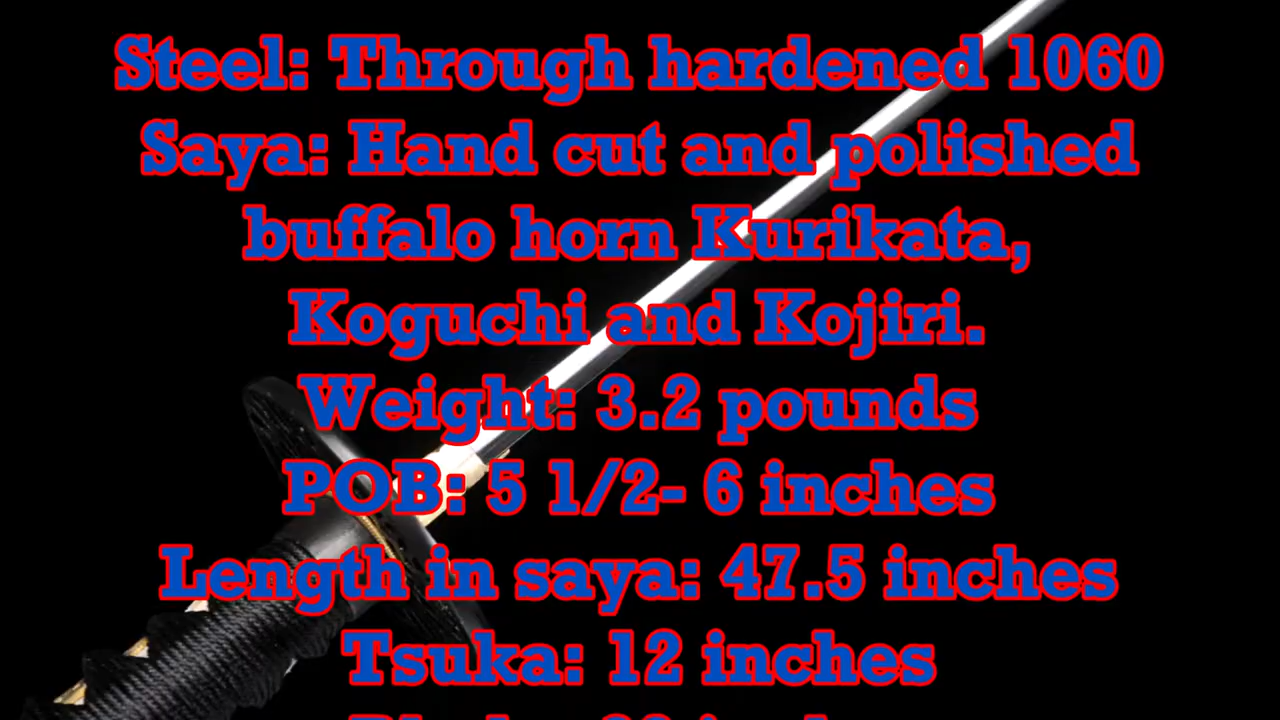 Steel: Through hardened 1060
Saya: Hand cut and polished
buffalo horn Kurikata,
Koguchi and Kojiri.
Weight: 3.2 pounds
POB: 5 1/2- 6 inches
Length in saya: 47.5 inches
Tsuka: 12 inches